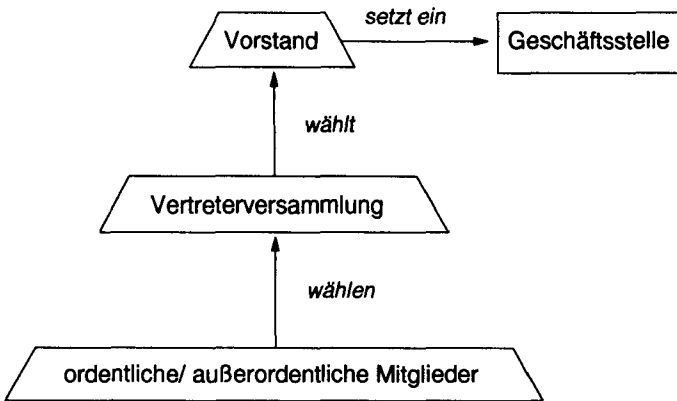 setzt ein
Vorstand
Geschäftsstelle
wählt
Vertreterversammlung
wählen
ordentliche/ außerordentliche Mitglieder